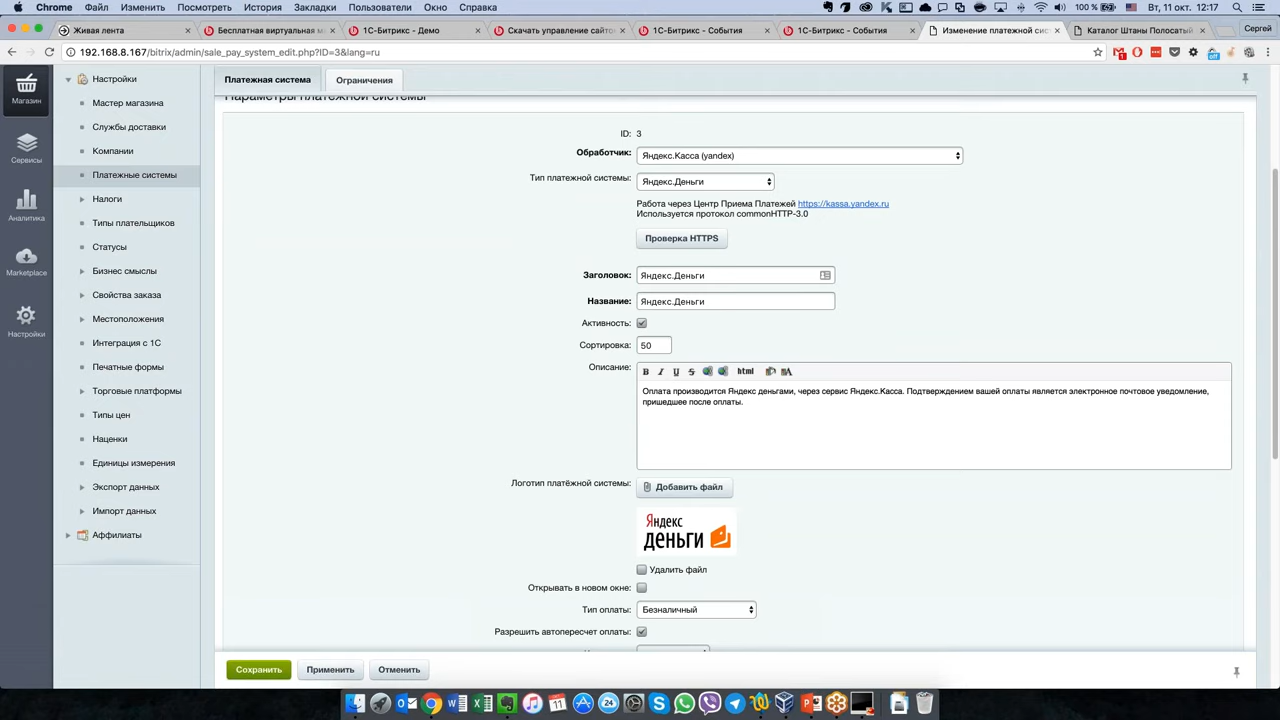 Chrome Файл Изменить Посмотреть История Закладки Пользователи Окно Справка 100 % Вт, 11 окт. 12:17
Живая лента
Бесплатная виртуальная м
1С-Битрикс - Демо
Скачать управление сайто
1С-Битрикс - События
1С-Битрикс - События
Изменение платежной сис
Каталог Штаны Полосатый
Сергей
192.168.8.167/bitrix/admin/sale_pay_system_edit.php?ID=3&lang=ru
Магазин
Сервисы
Аналитика
Marketplace
Настройки
Настройки
Мастер магазина
Службы доставки
Компании
Платежные системы
Налоги
Типы плательщиков
Статусы
Бизнес смыслы
Свойства заказа
Местоположения
Интеграция с 1С
Печатные формы
Торговые платформы
Типы цен
Наценки
Единицы измерения
Экспорт данных
Импорт данных
Аффилиаты
Платежная система
Ограничения
Параметры платежной системы
ID: 3
Обработчик: Яндекс.Касса (yandex)
Тип платежной системы: Яндекс.Деньги
Работа через Центр Приема Платежей https://kassa.yandex.ru
Используется протокол commonHTTP-3.0
Проверка HTTPS
Заголовок: Яндекс.Деньги
Название: Яндекс.Деньги
Активность:
Сортировка: 50
Описание:
B I U S html
Оплата производится Яндекс деньгами, через сервис Яндекс.Касса. Подтверждением вашей оплаты является электронное почтовое уведомление,
пришедшее после оплаты.
Логотип платёжной системы: Добавить файл
Яндекс
деньги
Удалить файл
Открывать в новом окне:
Тип оплаты: Безналичный
Разрешить автопересчет оплаты:
Сохранить
Применить
Отменить